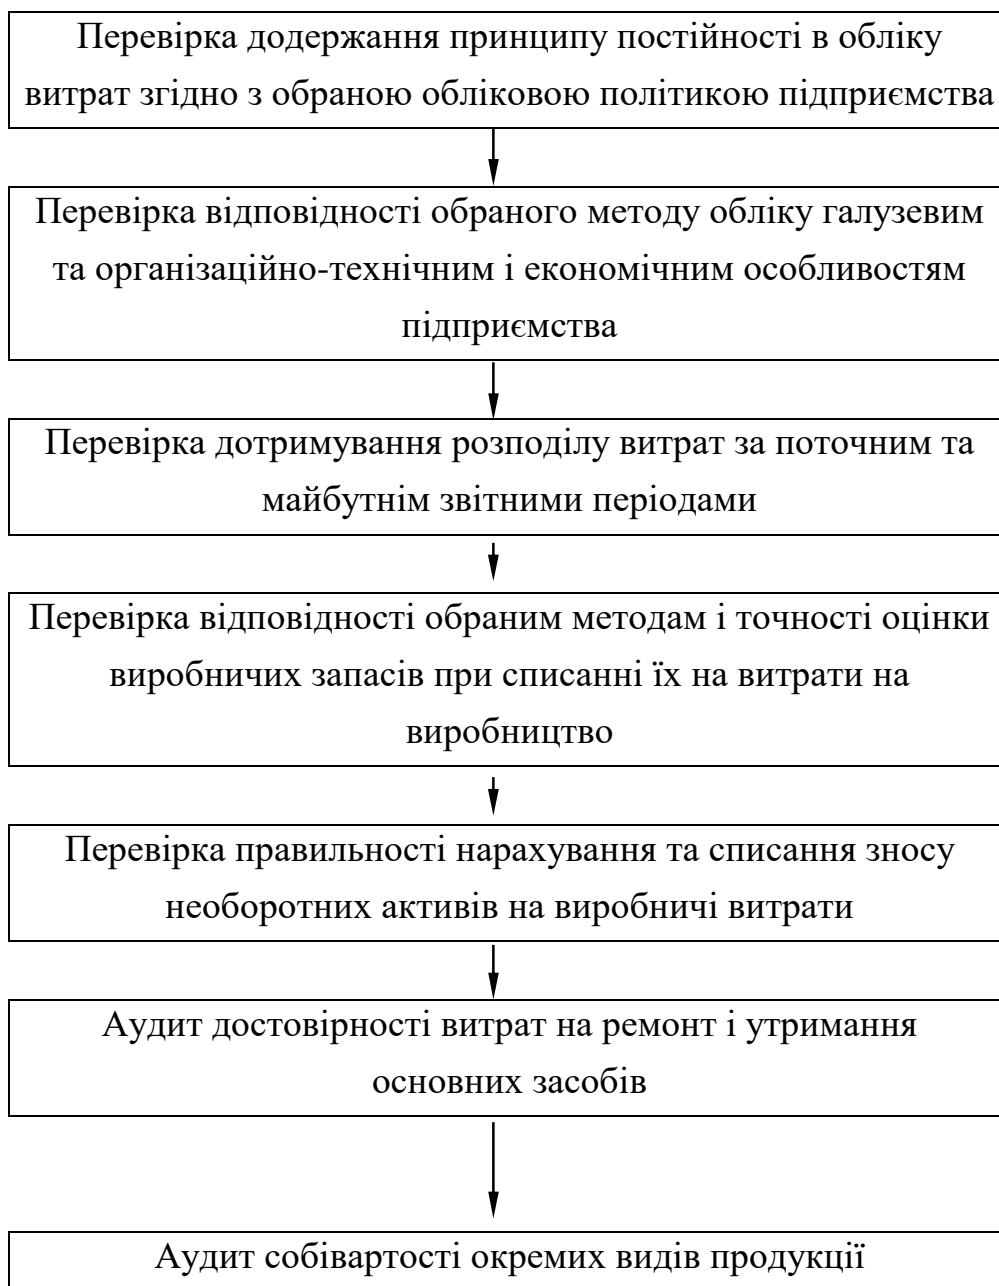 Перевірка додержання принципу постійності в обліку
витрат згідно з обраною обліковою політикою підприємства
Перевірка відповідності обраного методу обліку галузевим
та організаційно-технічним і економічним особливостям
підприємства
Перевірка дотримування розподілу витрат за поточним та
майбутнім звітними періодами
Перевірка відповідності обраним методам і точності оцінки
виробничих запасів при списанні їх на витрати на
виробництво
Перевірка правильності нарахування та списання зносу
необоротних активів на виробничі витрати
Аудит достовірності витрат на ремонт і утримання
основних засобів
Аудит собівартості окремих видів продукції